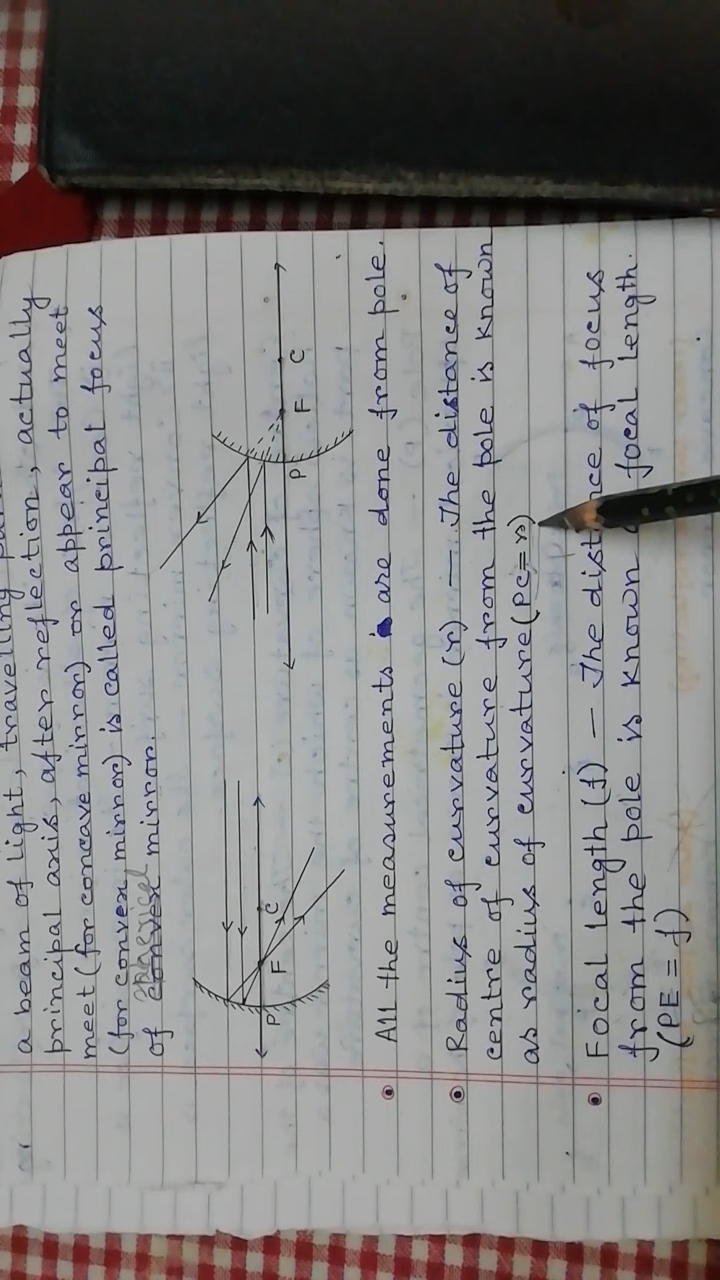 a beam of light, travelling
principal axis, after reflection, actually
meet (for concave mirror) or appear to meet
(for convex mirror) is called principal focus
of spherical mirror.
P F C
P F C
All the measurements are done from pole.
Radius of curvature (r) — The distance of
centre of curvature from the pole is known
as radius of curvature (PC = r)
Focal length (f) — The distance of focus
from the pole is known focal length.
(PE = f)